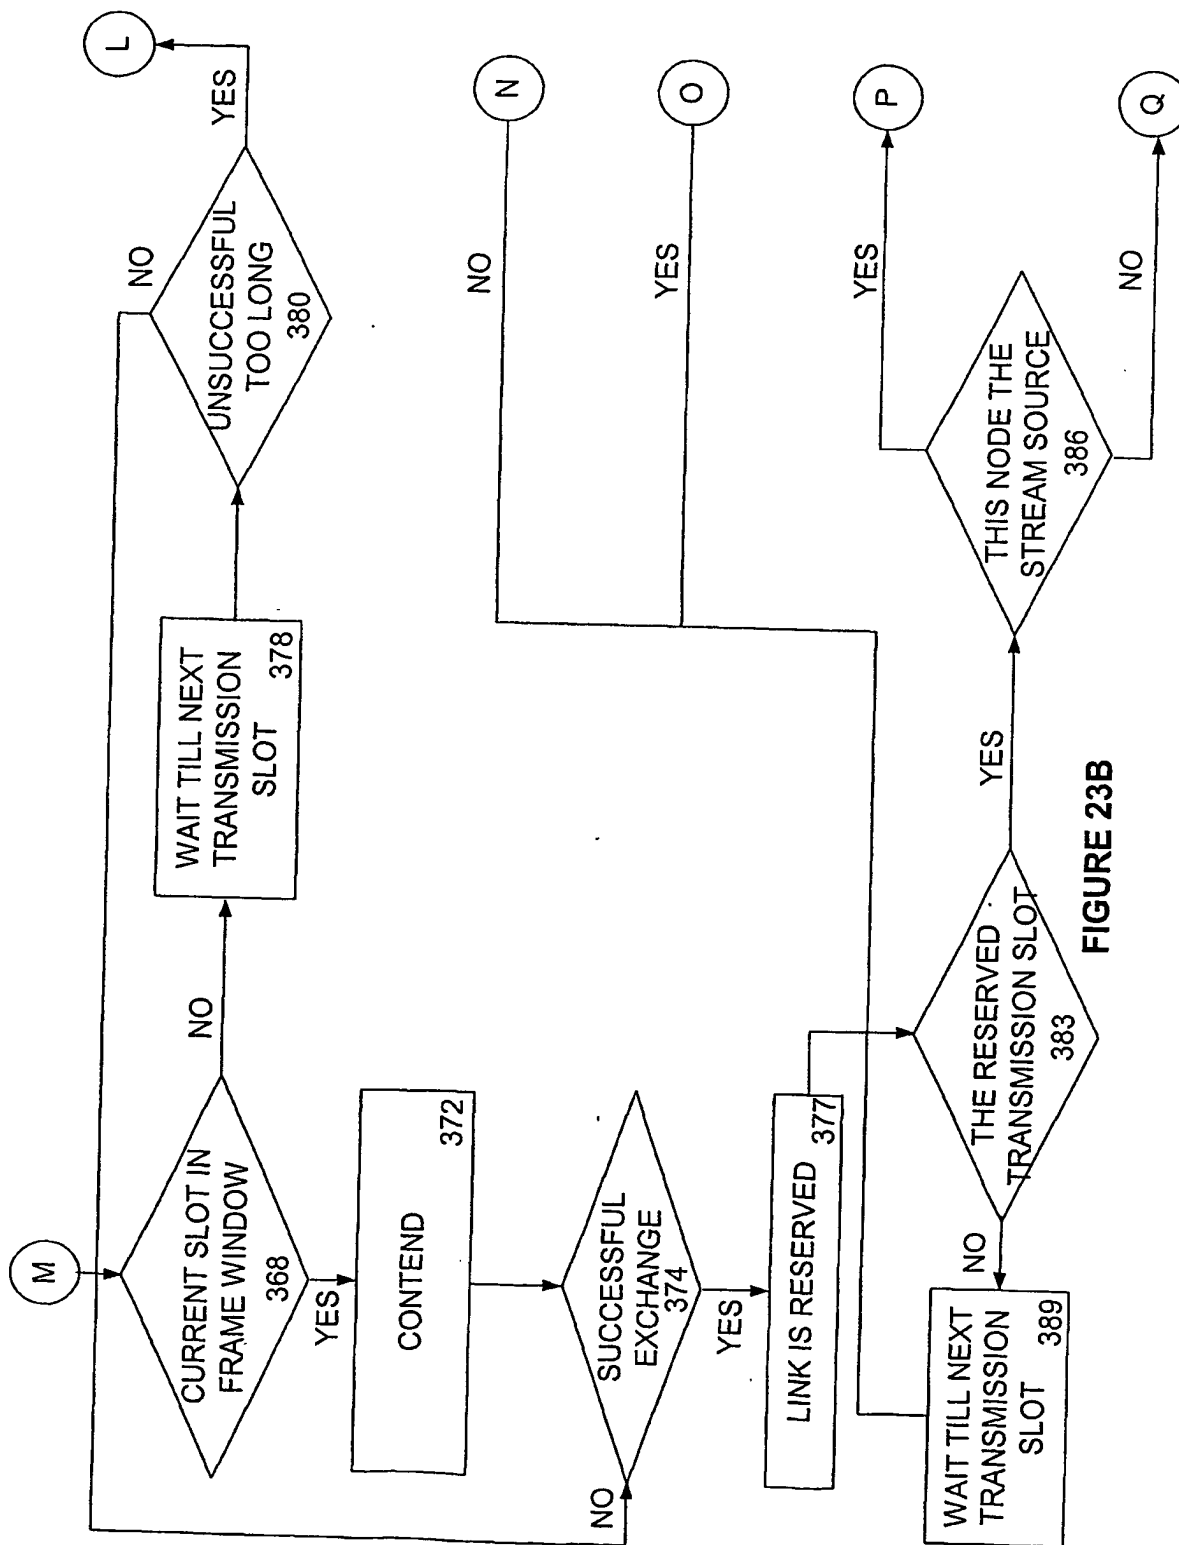 M
CURRENT SLOT IN
FRAME WINDOW
368
NO
YES
WAIT TILL NEXT
TRANSMISSION
SLOT
378
UNSUCCESSFUL
TOO LONG
380
NO
YES
L
CONTEND
372
SUCCESSFUL
EXCHANGE
374
NO
YES
LINK IS RESERVED
377
N
NO
O
YES
THE RESERVED
TRANSMISSION SLOT
383
NO
YES
WAIT TILL NEXT
TRANSMISSION
SLOT
389
THIS NODE THE
STREAM SOURCE
386
YES
P
NO
Q
FIGURE 23B